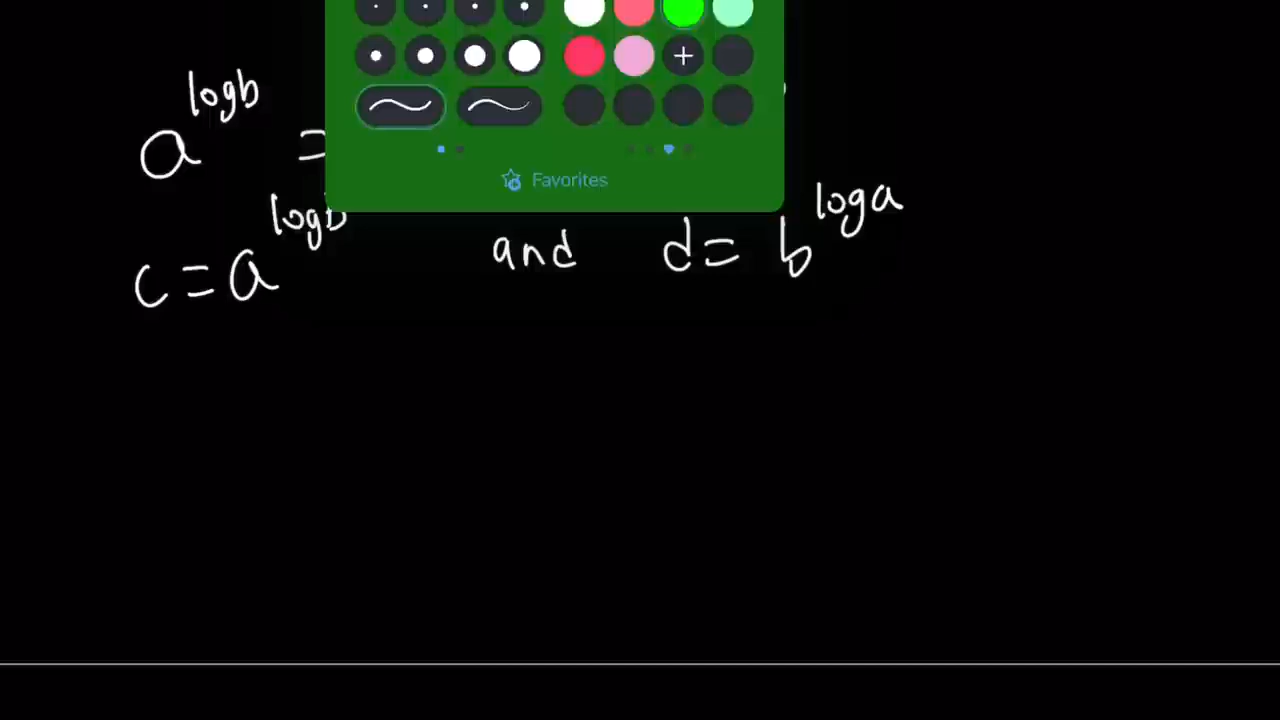 a^logb =
Favorites
c=a^logb and d= b^loga